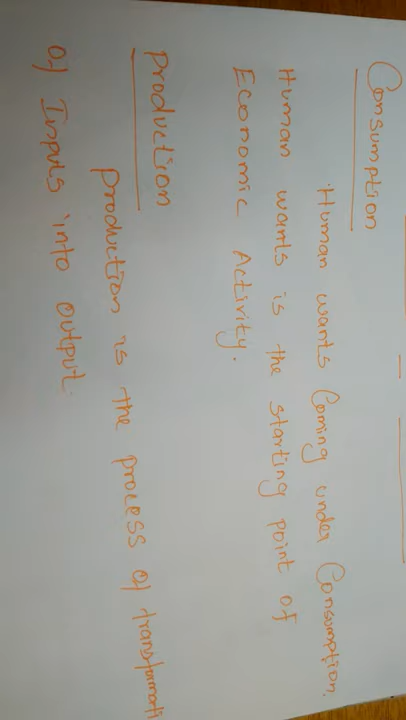 Consumption
Human wants Coming under Consumption.
Human wants is the starting point of
Economic Activity.
Production
Production is the process of transformati
of Inputs into output.